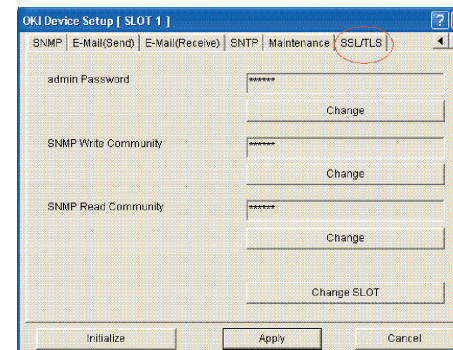 OKI Device Setup [ SLOT 1 ]
SNMP E-Mail(Send) E-Mail(Receive) SNTP Maintenance SSL/TLS
admin Password ******
Change
SNMP Write Community ******
Change
SNMP Read Community ******
Change
Change SLOT
Initialize Apply Cancel